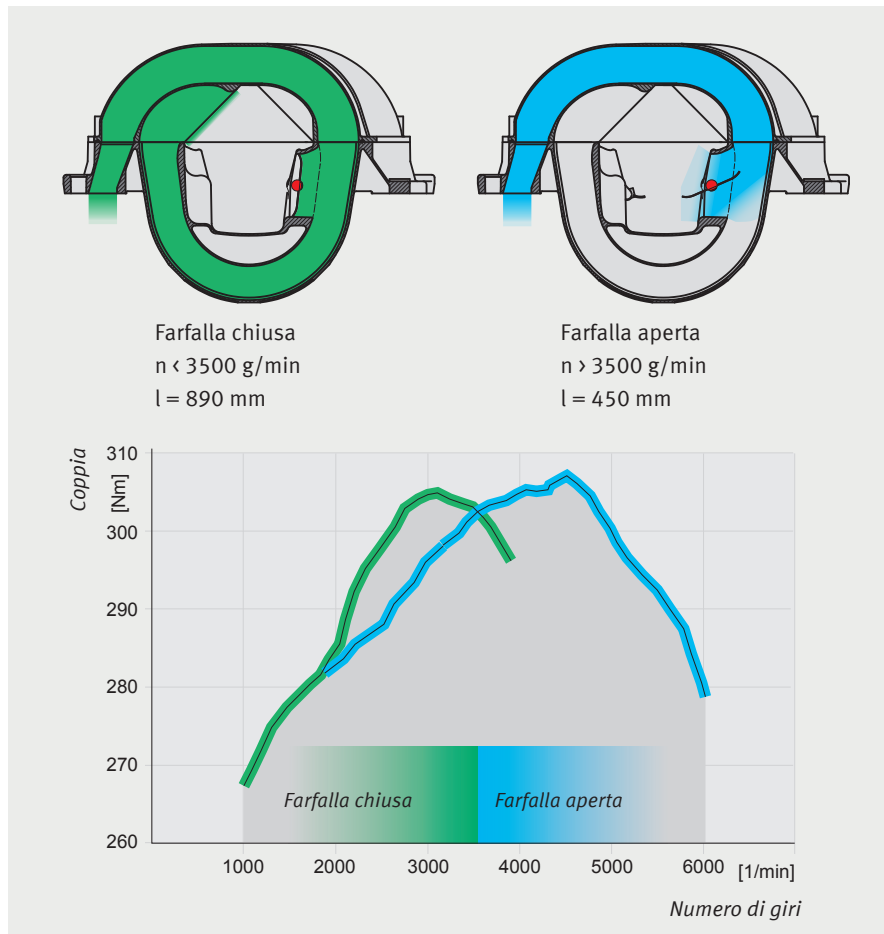 Farfalla chiusa
n < 3500 g/min
l = 890 mm
Farfalla aperta
n > 3500 g/min
l = 450 mm
Coppia
[Nm]
310
300
290
280
270
260
Farfalla chiusa
Farfalla aperta
1000 2000 3000 4000 5000 6000 [1/min]
Numero di giri